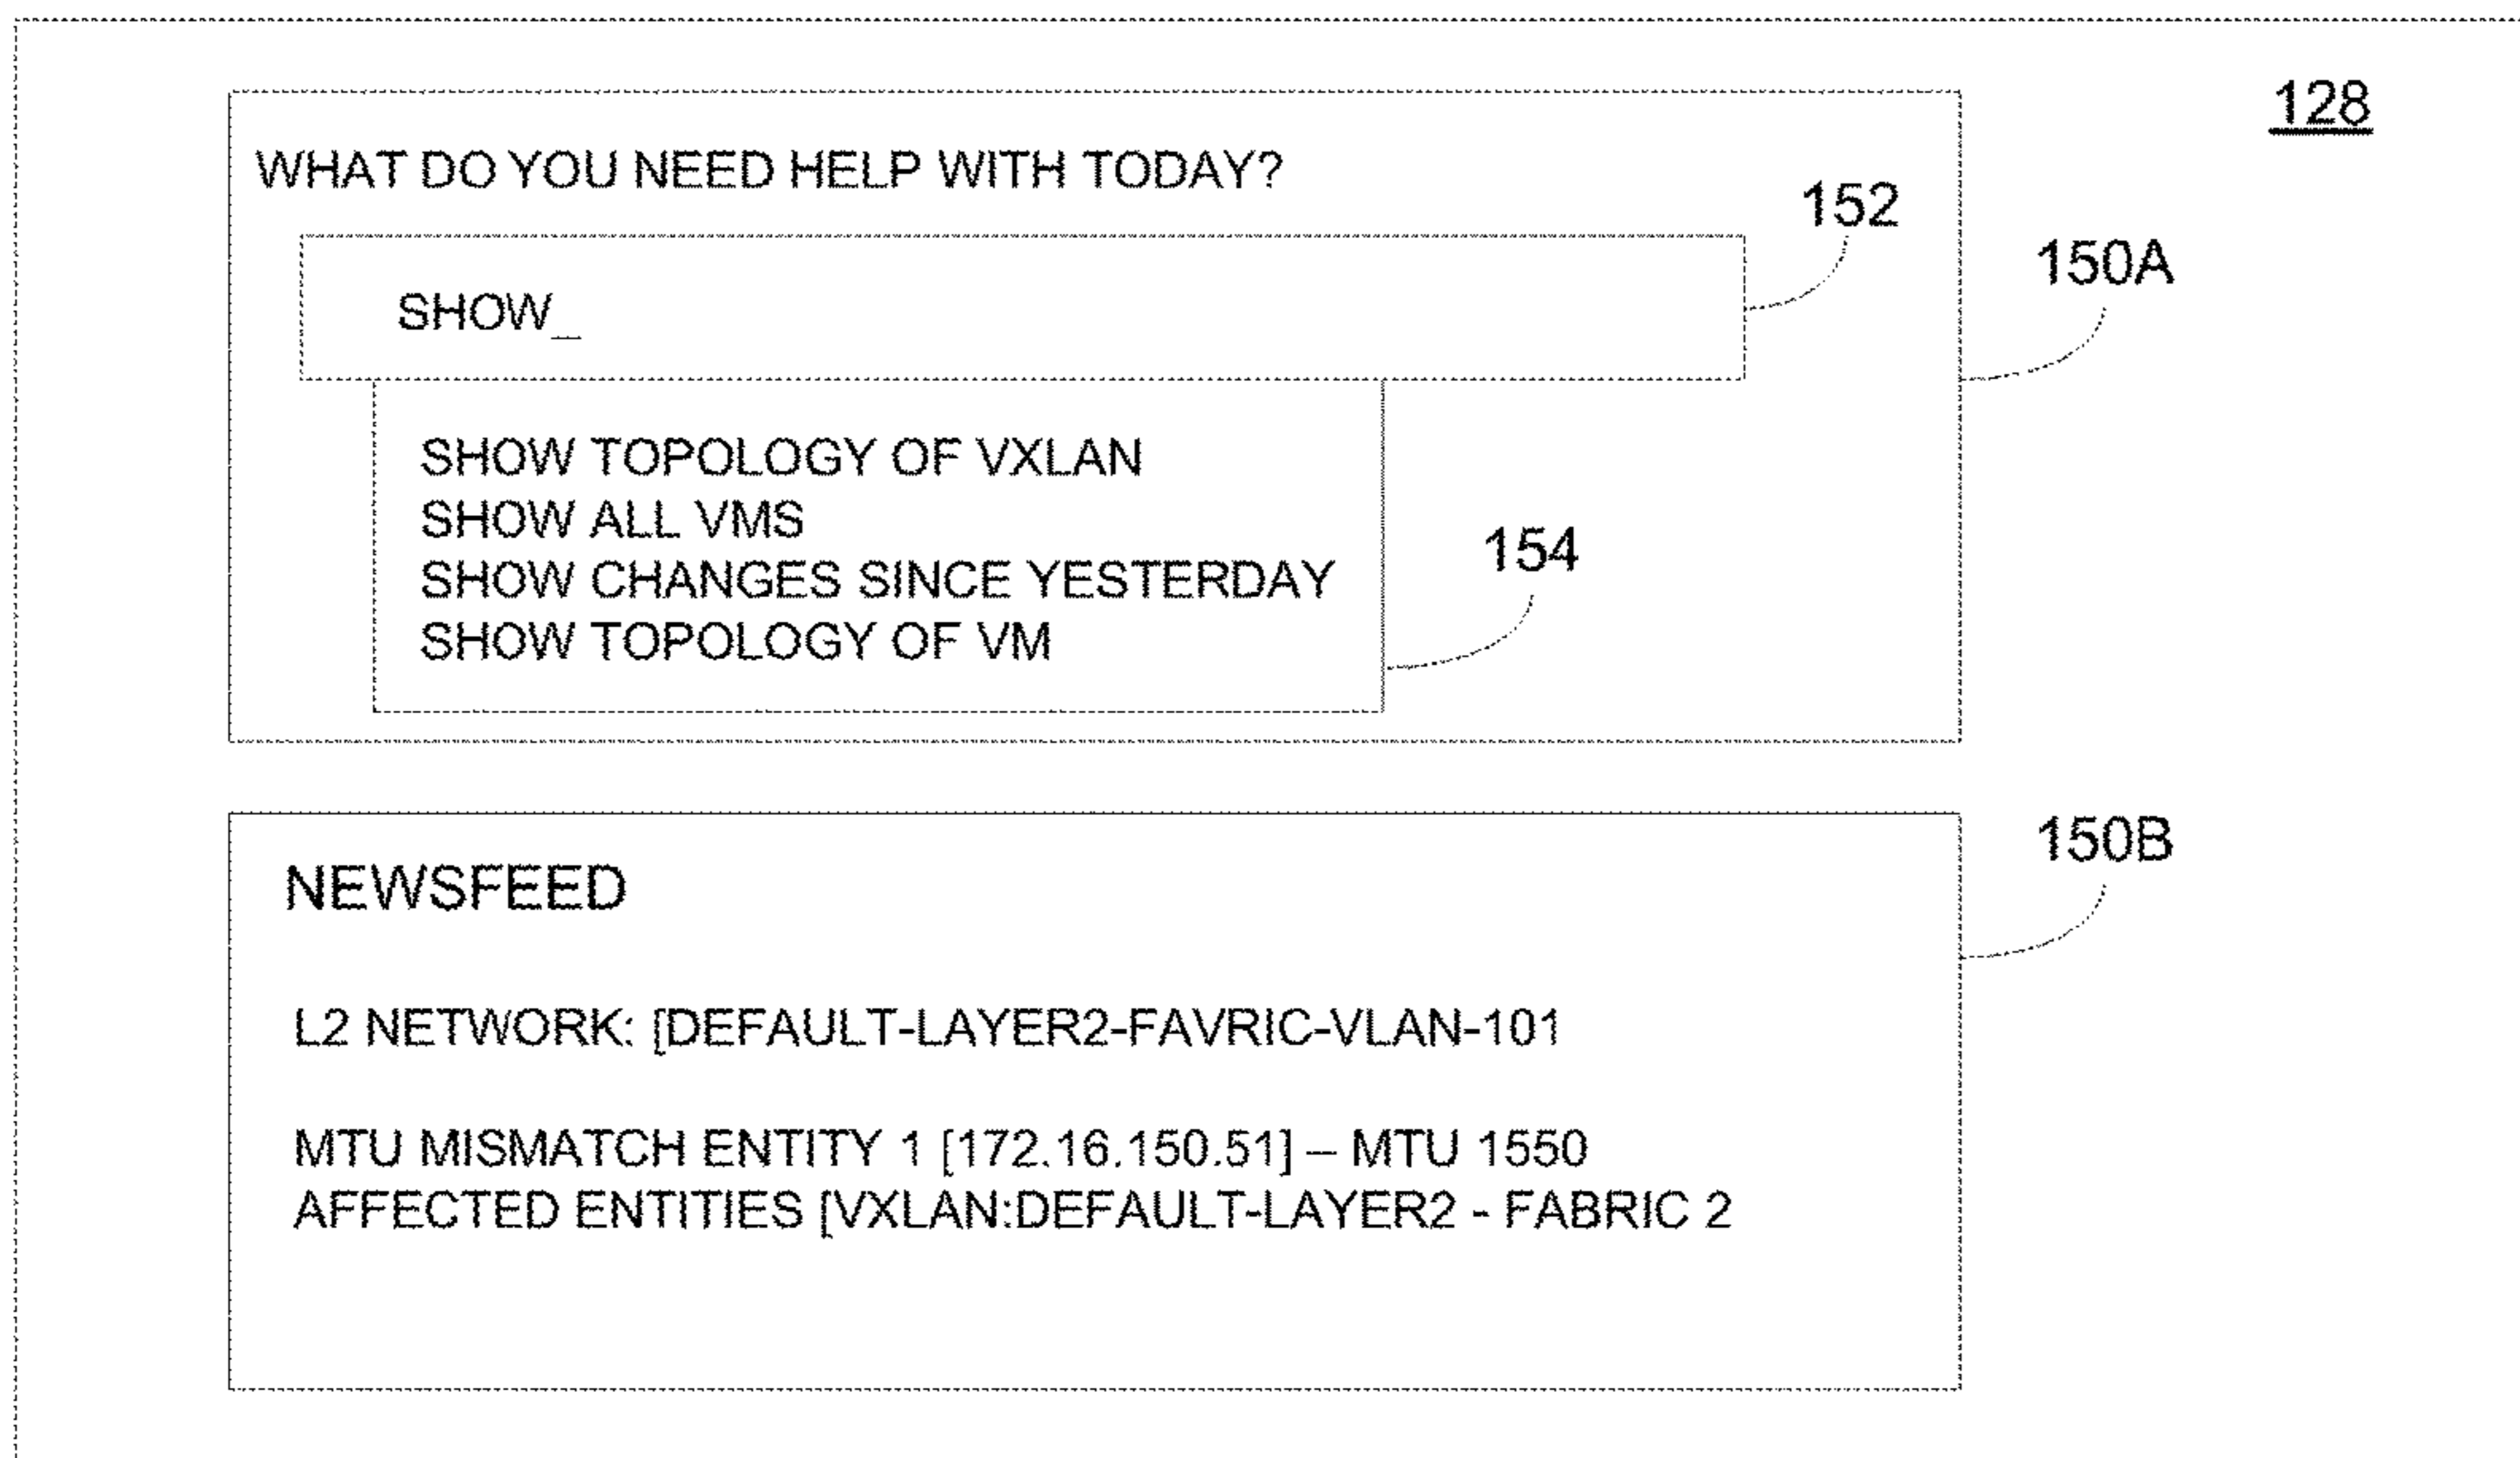 128
WHAT DO YOU NEED HELP WITH TODAY?
152
150A
SHOW_
SHOW TOPOLOGY OF VXLAN
SHOW ALL VMS
SHOW CHANGES SINCE YESTERDAY
SHOW TOPOLOGY OF VM
154
150B
NEWSFEED
L2 NETWORK: [DEFAULT-LAYER2-FAVRIC-VLAN-101
MTU MISMATCH ENTITY 1 [172.16.150.51] – MTU 1550
AFFECTED ENTITIES [VXLAN:DEFAULT-LAYER2 - FABRIC 2